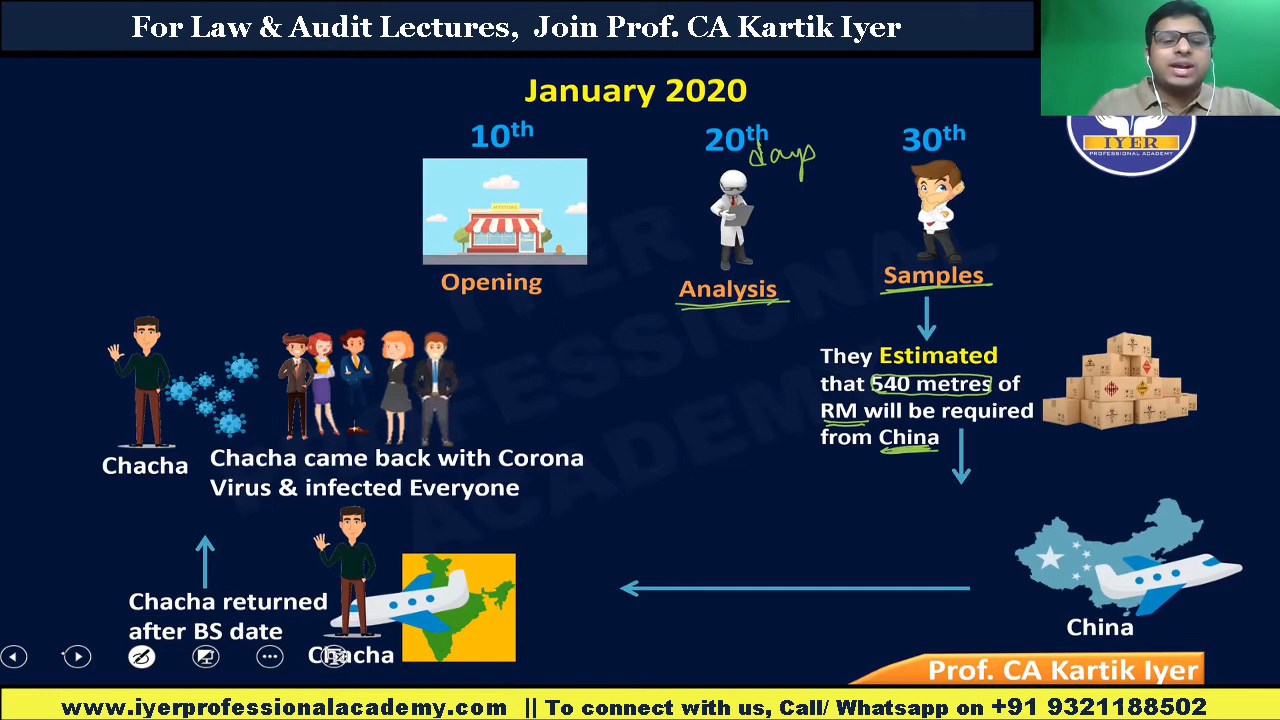 For Law & Audit Lectures, Join Prof. CA Kartik Iyer
January 2020
10th
20th
days
30th
IYER
PROFESSIONAL ACADEMY
Opening
Analysis
Samples
They Estimated
that 540 metres of
RM will be required
from China
Chacha
Chacha came back with Corona
Virus & infected Everyone
Chacha returned
after BS date
Chacha
China
IYER
PROFESSIONAL
ACADEMY
Prof. CA Kartik Iyer
www.iyerprofessionalacademy.com || To connect with us, Call/ Whatsapp on +91 9321188502